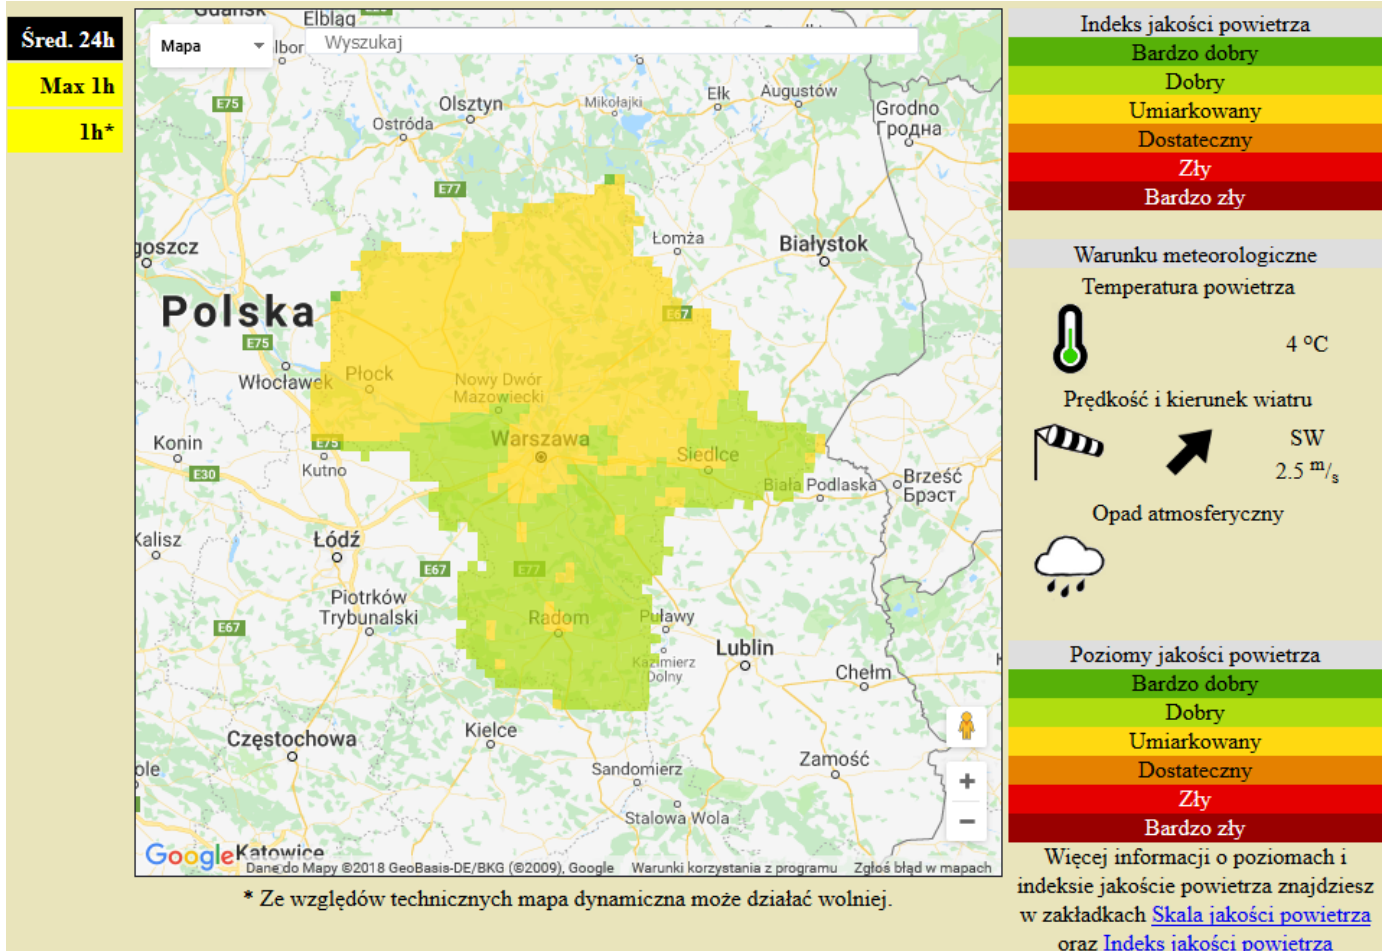 Śred. 24h
Max 1h
1h*
Mapa
Wyszukaj
Elbląg
E75
Olsztyn
Ostróda
Mikołajki
Ełk
Augustów
Grodno
Гродна
E77
goszcz
Łomża
Białystok
Polska
E75
E67
Włocławek
Płock
Nowy Dwór
Mazowiecki
Konin
E30
E75
Kutno
Warszawa
Siedlce
Biała Podlaska
Brześć
Брэст
Kalisz
Łódź
E67
E77
Piotrków
Trybunalski
E67
Radom
Puławy
Kazimierz
Dolny
Lublin
Chełm
Częstochowa
Kielce
Sandomierz
Zamość
Stalowa Wola
ole
Katowice
Google
Dane do Mapy ©2018 GeoBasis-DE/BKG (©2009), Google
Warunki korzystania z programu
Zgłoś błąd w mapach
* Ze względów technicznych mapa dynamiczna może działać wolniej.
Indeks jakości powietrza
Bardzo dobry
Dobry
Umiarkowany
Dostateczny
Zły
Bardzo zły
Warunku meteorologiczne
Temperatura powietrza
4 °C
Prędkość i kierunek wiatru
SW
2.5 m/s
Opad atmosferyczny
Poziomy jakości powietrza
Bardzo dobry
Dobry
Umiarkowany
Dostateczny
Zły
Bardzo zły
Więcej informacji o poziomach i
indeksie jakoście powietrza znajdziesz
w zakładkach Skala jakości powietrza
oraz Indeks jakości powietrza